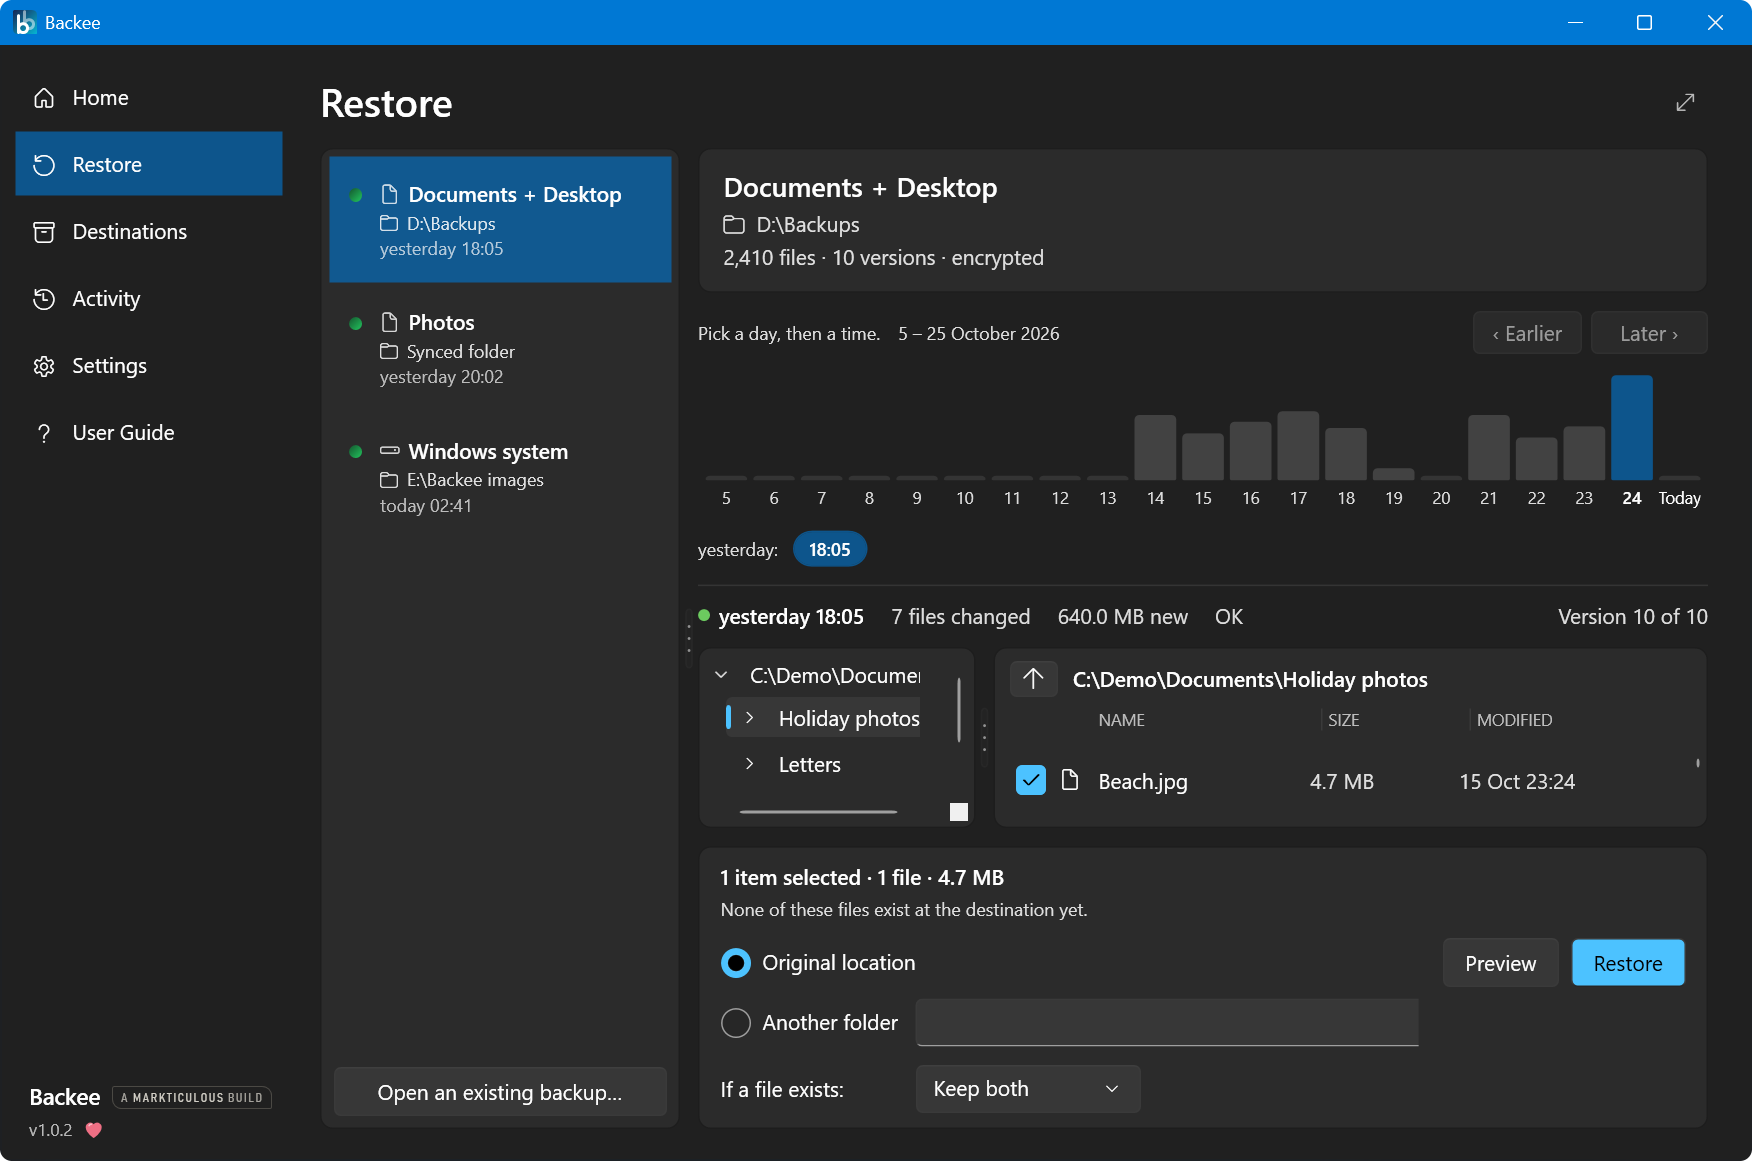 Backee
Home
Restore
Destinations
Activity
Settings
User Guide
Backee
A MARKTICULOUS BUILD
v1.0.2
Restore
Documents + Desktop
D:\Backups
yesterday 18:05
Photos
Synced folder
yesterday 20:02
Windows system
E:\Backee images
today 02:41
Open an existing backup...
Documents + Desktop
D:\Backups
2,410 files · 10 versions · encrypted
Pick a day, then a time. 5 – 25 October 2026
‹ Earlier
Later ›
5 6 7 8 9 10 11 12 13 14 15 16 17 18 19 20 21 22 23 24 Today
yesterday: 18:05
yesterday 18:05 7 files changed 640.0 MB new OK Version 10 of 10
C:\Demo\Documen
Holiday photos
Letters
C:\Demo\Documents\Holiday photos
NAME SIZE MODIFIED
Beach.jpg 4.7 MB 15 Oct 23:24
1 item selected · 1 file · 4.7 MB
None of these files exist at the destination yet.
Original location
Preview
Restore
Another folder
If a file exists: Keep both